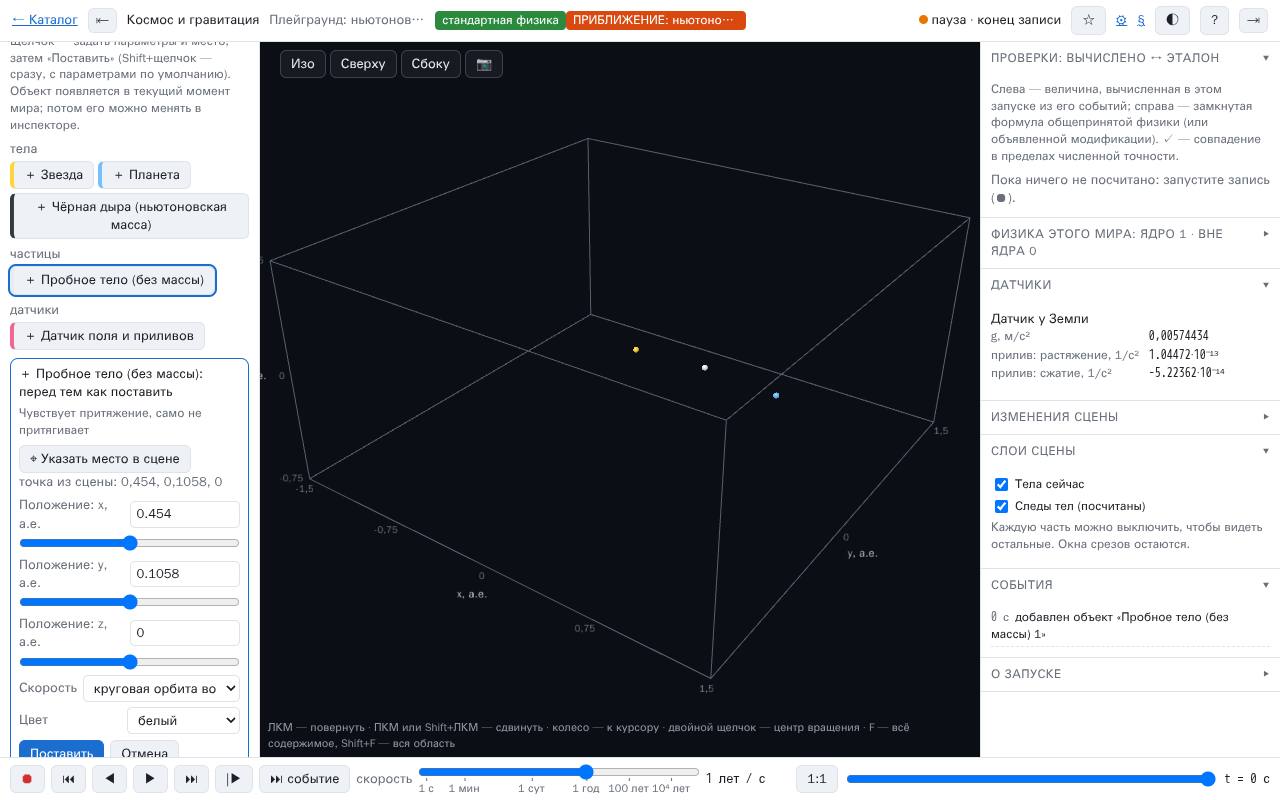 ← Каталог
⇤
Космос и гравитация
Плейграунд: ньютонов···
стандартная физика
ПРИБЛИЖЕНИЕ: ньютоно···
пауза · конец записи
☆
⚙
§
◐
?
⇥
затем «Поставить» (Shift+щелчок —
сразу, с параметрами по умолчанию).
Объект появляется в текущий момент
мира; потом его можно менять в
инспекторе.
тела
+ Звезда
+ Планета
+ Чёрная дыра (ньютоновская
масса)
частицы
+ Пробное тело (без массы)
датчики
+ Датчик поля и приливов
+ Пробное тело (без массы):
перед тем как поставить
Чувствует притяжение, само не
притягивает
⌖ Указать место в сцене
точка из сцены: 0,454, 0,1058, 0
Положение: x,
а.е.
0.454
Положение: y,
а.е.
0.1058
Положение: z,
а.е.
0
Скорость
круговая орбита во
Цвет
белый
Поставить
Отмена
Изо
Сверху
Сбоку
📷
0
-0,75
-1,5
-0,75
0
x, а.е.
0,75
1,5
0
y, а.е.
1,5
ЛКМ — повернуть · ПКМ или Shift+ЛКМ — сдвинуть · колесо — к курсору · двойной щелчок — центр вращения · F — всё
содержимое, Shift+F — вся область
ПРОВЕРКИ: ВЫЧИСЛЕНО ↔ ЭТАЛОН
Слева — величина, вычисленная в этом
запуске из его событий; справа — замкнутая
формула общепринятой физики (или
объявленной модификации). ✓ — совпадение
в пределах численной точности.
Пока ничего не посчитано: запустите запись
(⏺).
ФИЗИКА ЭТОГО МИРА: ЯДРО 1 · ВНЕ
ЯДРА 0
ДАТЧИКИ
Датчик у Земли
g, м/с² 0,00574434
прилив: растяжение, 1/с² 1.04472·10⁻¹³
прилив: сжатие, 1/с² -5.22362·10⁻¹⁴
ИЗМЕНЕНИЯ СЦЕНЫ
СЛОИ СЦЕНЫ
Тела сейчас
Следы тел (посчитаны)
Каждую часть можно выключить, чтобы видеть
остальные. Окна срезов остаются.
СОБЫТИЯ
0 с добавлен объект «Пробное тело (без
массы) 1»
О ЗАПУСКЕ
⏭ событие
скорость
1 с
1 мин
1 сут
1 год
100 лет
10⁴ лет
1 лет / с
1:1
t = 0 с